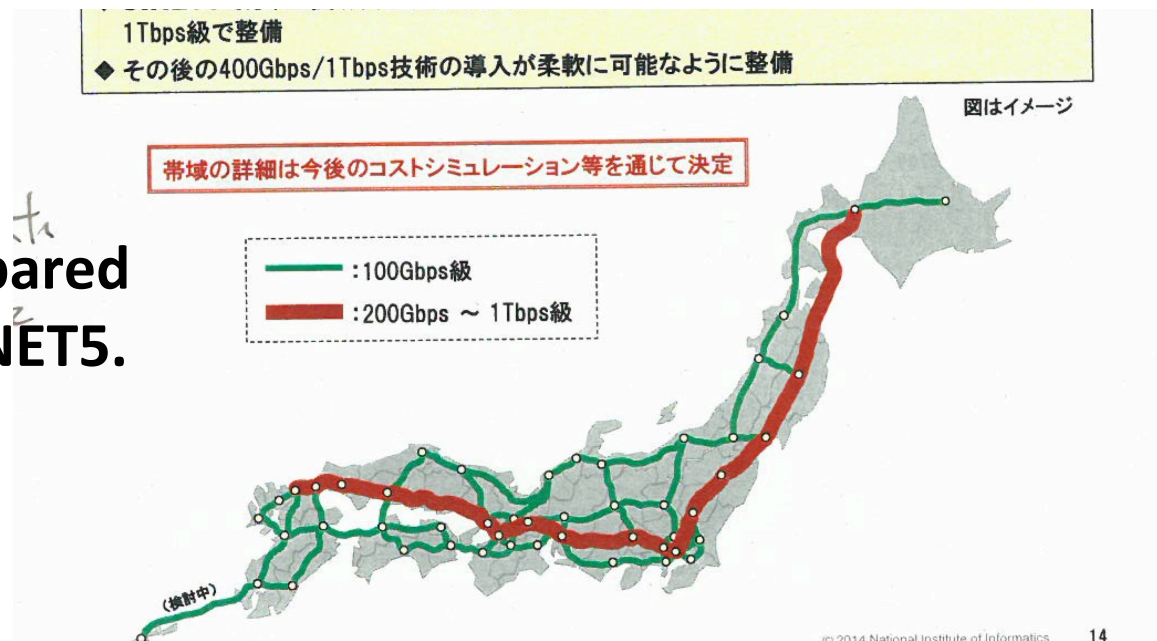 1Tbps級で整備
◆ その後の400Gbps/1Tbps技術の導入が柔軟に可能なように整備
図はイメージ
帯域の詳細は今後のコストシミュレーション等を通じて決定
:100Gbps級
:200Gbps ～ 1Tbps級
pared
NET5.
(検討中)
© 2014 National Institute of Informatics
14